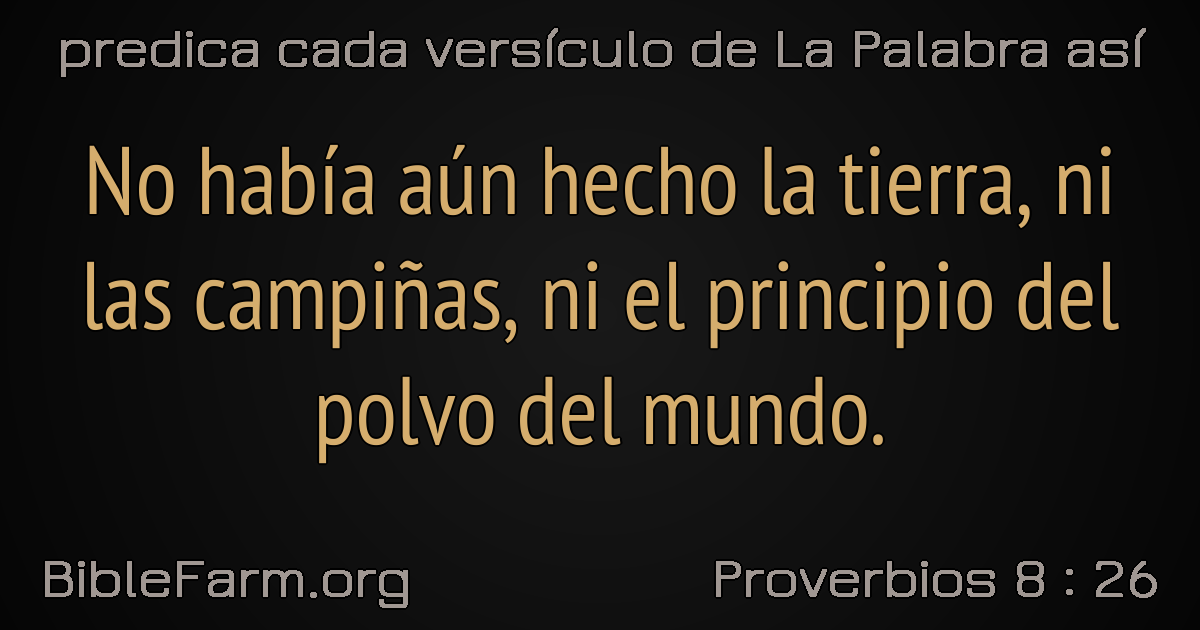 predica cada versículo de La Palabra así
No había aún hecho la tierra, ni
las campiñas, ni el principio del
polvo del mundo.
BibleFarm.org
Proverbios 8 : 26